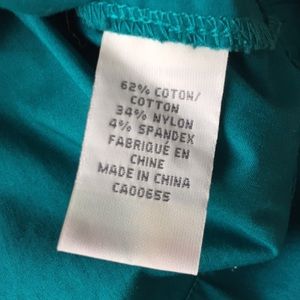 62% COTON/
COTTON
34% NYLON
4% SPANDEX
FABRIQUÉ EN
CHINE
MADE IN CHINA
CA00655